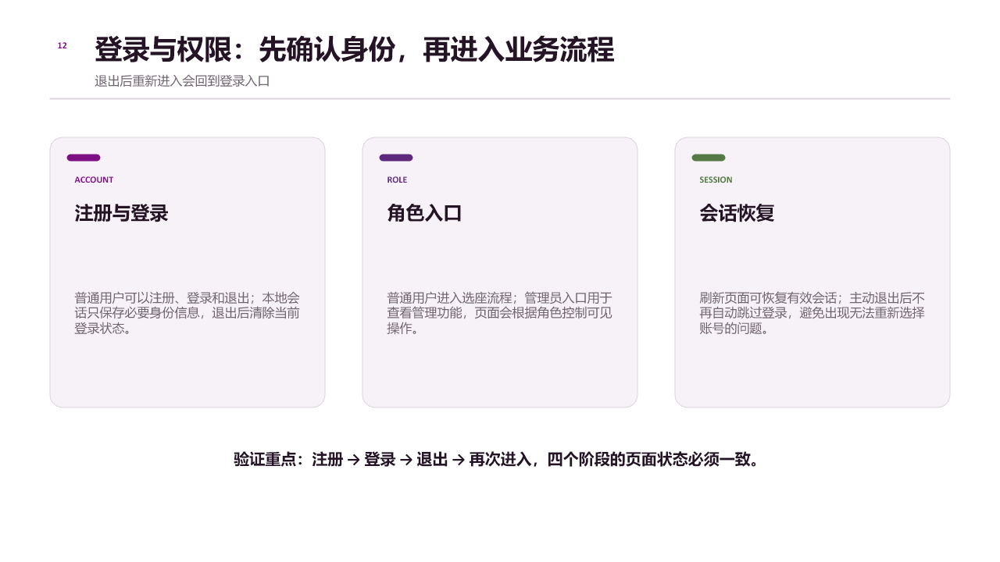 12
登录与权限：先确认身份，再进入业务流程
退出后重新进入会回到登录入口
ACCOUNT
注册与登录
普通用户可以注册、登录和退出；本地会
话只保存必要身份信息，退出后清除当前
登录状态。
ROLE
角色入口
普通用户进入选座流程；管理员入口用于
查看管理功能，页面会根据角色控制可见
操作。
SESSION
会话恢复
刷新页面可恢复有效会话；主动退出后不
再自动跳过登录，避免出现无法重新选择
账号的问题。
验证重点：注册 → 登录 → 退出 → 再次进入，四个阶段的页面状态必须一致。